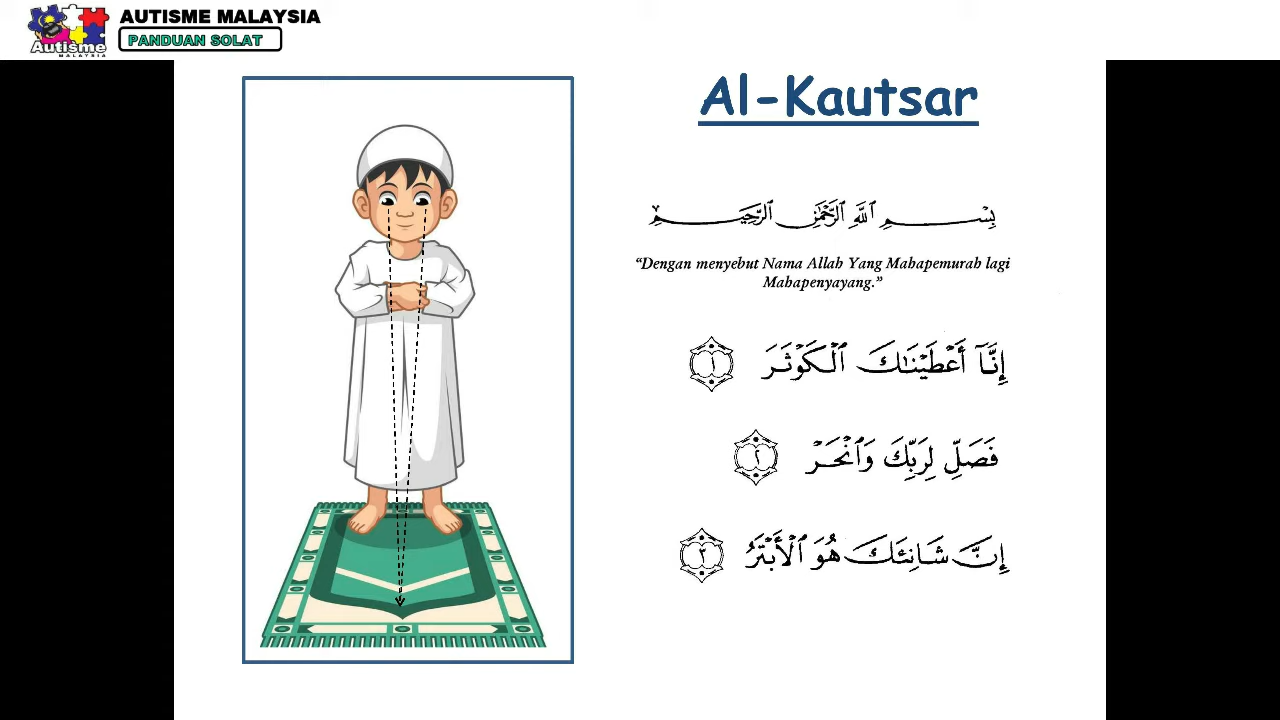 Autisme
MALAYSIA
AUTISME MALAYSIA
PANDUAN SOLAT
Al-Kautsar
بِسْمِ ٱللَّهِ ٱلرَّحْمَٰنِ ٱلرَّحِيمِ
“Dengan menyebut Nama Allah Yang Mahapemurah lagi
Mahapenyayang.”
إِنَّآ أَعْطَيْنَٰكَ ٱلْكَوْثَرَ ١
فَصَلِّ لِرَبِّكَ وَٱنْحَرْ ٢
إِنَّ شَانِئَكَ هُوَ ٱلْأَبْتَرُ ٣